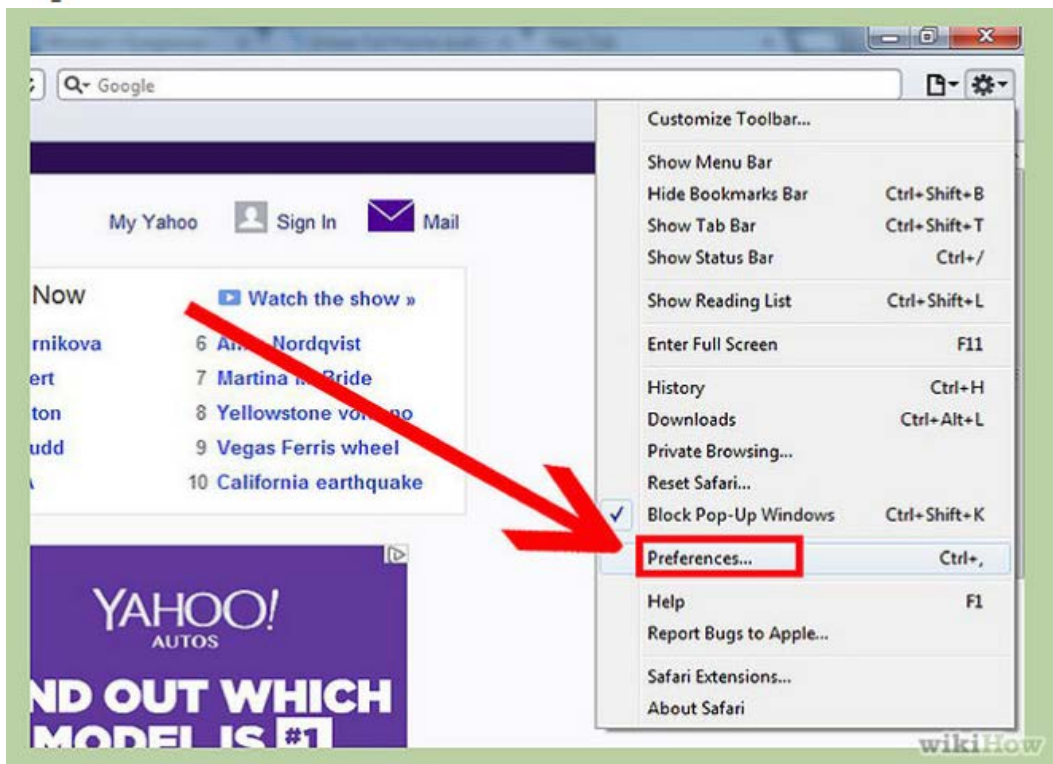 Google
Customize Toolbar...
Show Menu Bar
Hide Bookmarks Bar Ctrl+Shift+B
Show Tab Bar Ctrl+Shift+T
Show Status Bar Ctrl+/
Show Reading List Ctrl+Shift+L
Enter Full Screen F11
History Ctrl+H
Downloads Ctrl+Alt+L
Private Browsing...
Reset Safari...
Block Pop-Up Windows Ctrl+Shift+K
Preferences... Ctrl+,
Help F1
Report Bugs to Apple...
Safari Extensions...
About Safari
My Yahoo Sign In Mail
Now Watch the show »
rnikova 6 Nordqvist
ert 7 Martina
ton 8 Yellowstone
udd 9 Vegas Ferris wheel
10 California earthquake
YAHOO!
AUTOS
ND OUT WHICH
MODEL IS #1
wikiHow